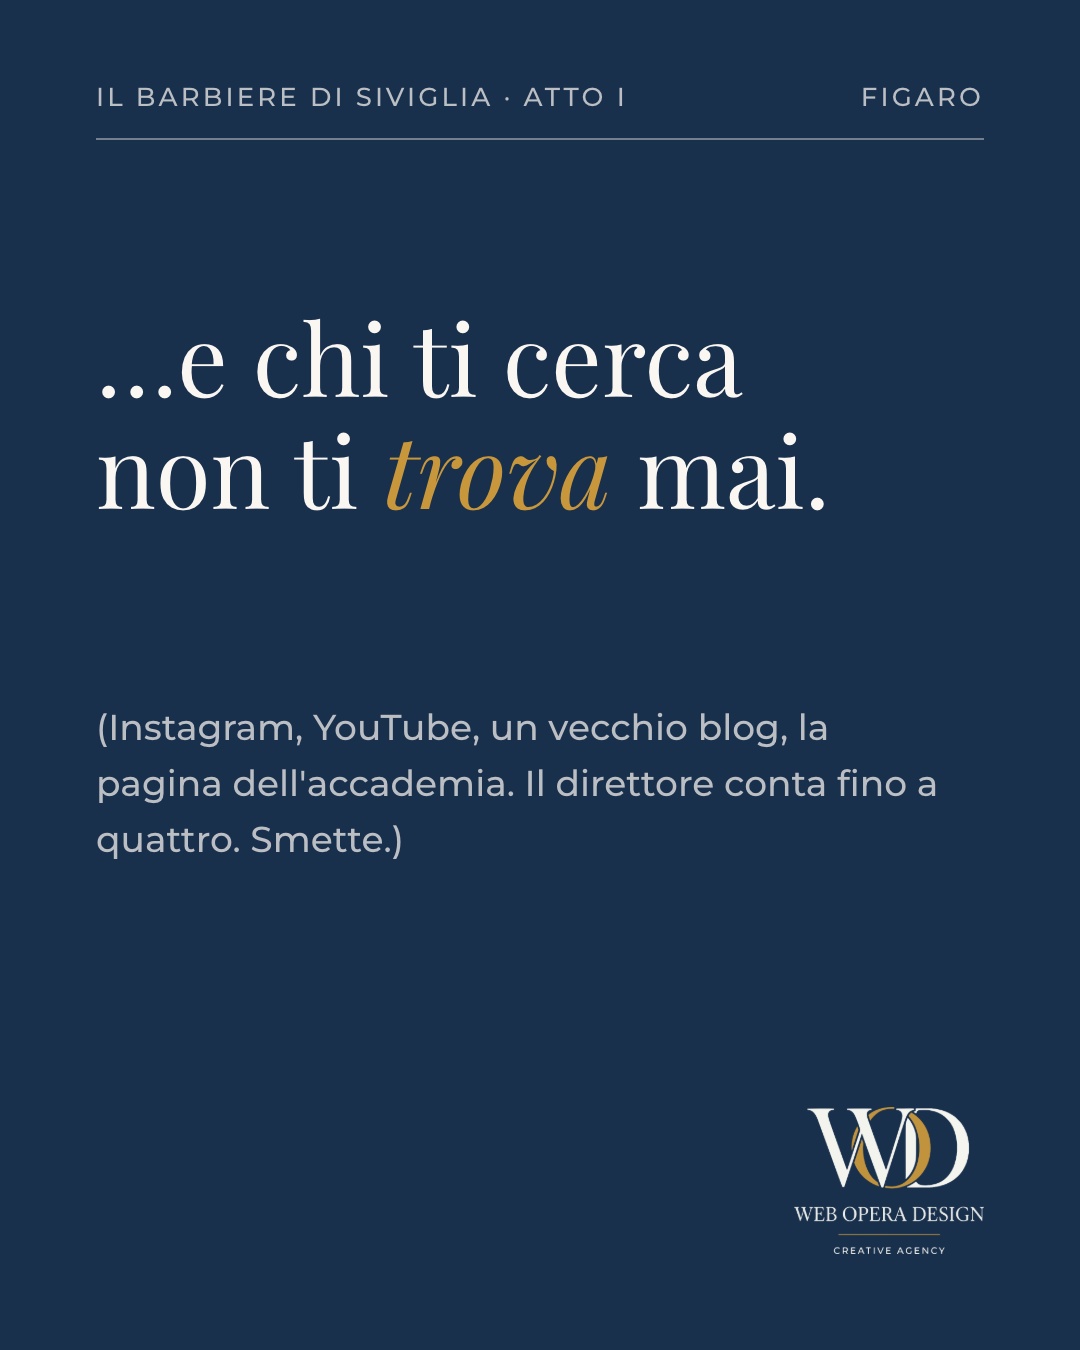 IL BARBIERE DI SIVIGLIA · ATTO I
FIGARO
...e chi ti cerca
non ti trova mai.
(Instagram, YouTube, un vecchio blog, la
pagina dell'accademia. Il direttore conta fino a
quattro. Smette.)
WOD
WEB OPERA DESIGN
CREATIVE AGENCY